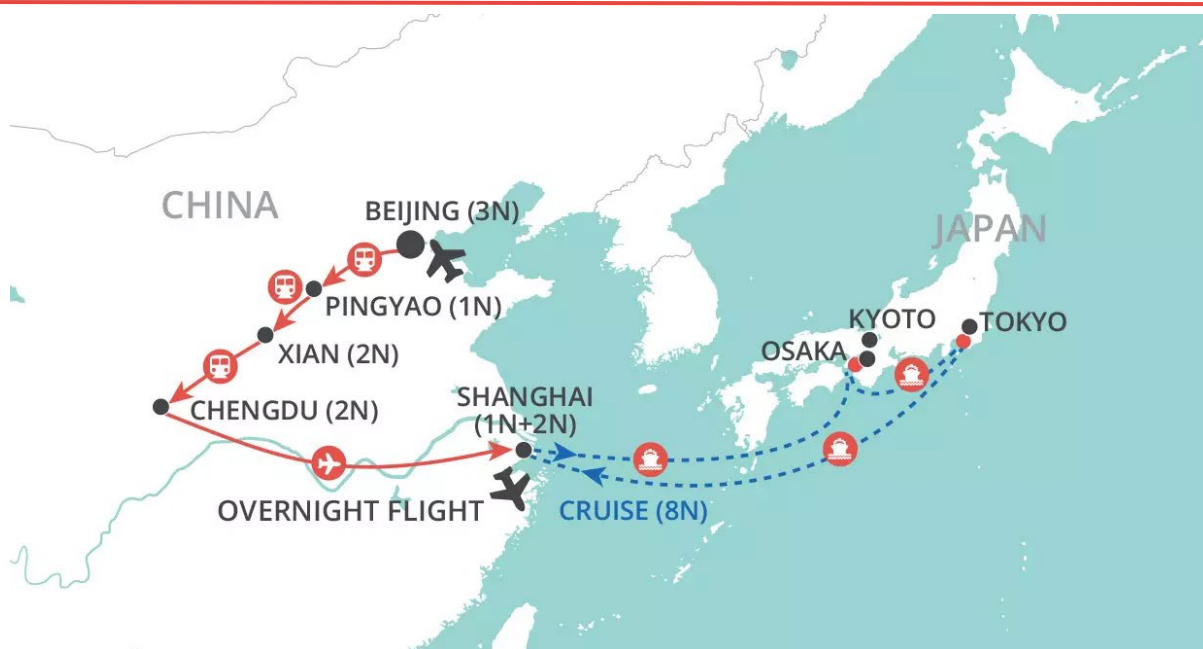 CHINA
BEIJING (3N)
JAPAN
PINGYAO (1N)
KYOTO
TOKYO
XIAN (2N)
OSAKA
CHENGDU (2N)
SHANGHAI
(1N+2N)
OVERNIGHT FLIGHT
CRUISE (8N)